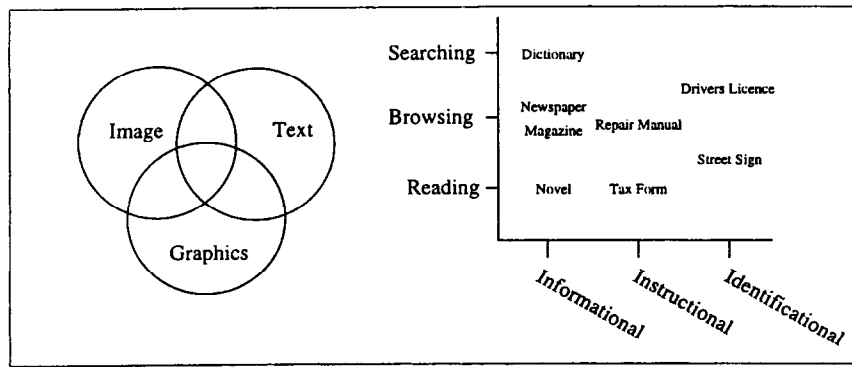 Image
Text
Graphics
Searching
Browsing
Reading
Dictionary
Drivers Licence
Newspaper
Magazine
Repair Manual
Street Sign
Novel
Tax Form
Informational
Instructional
Identificational